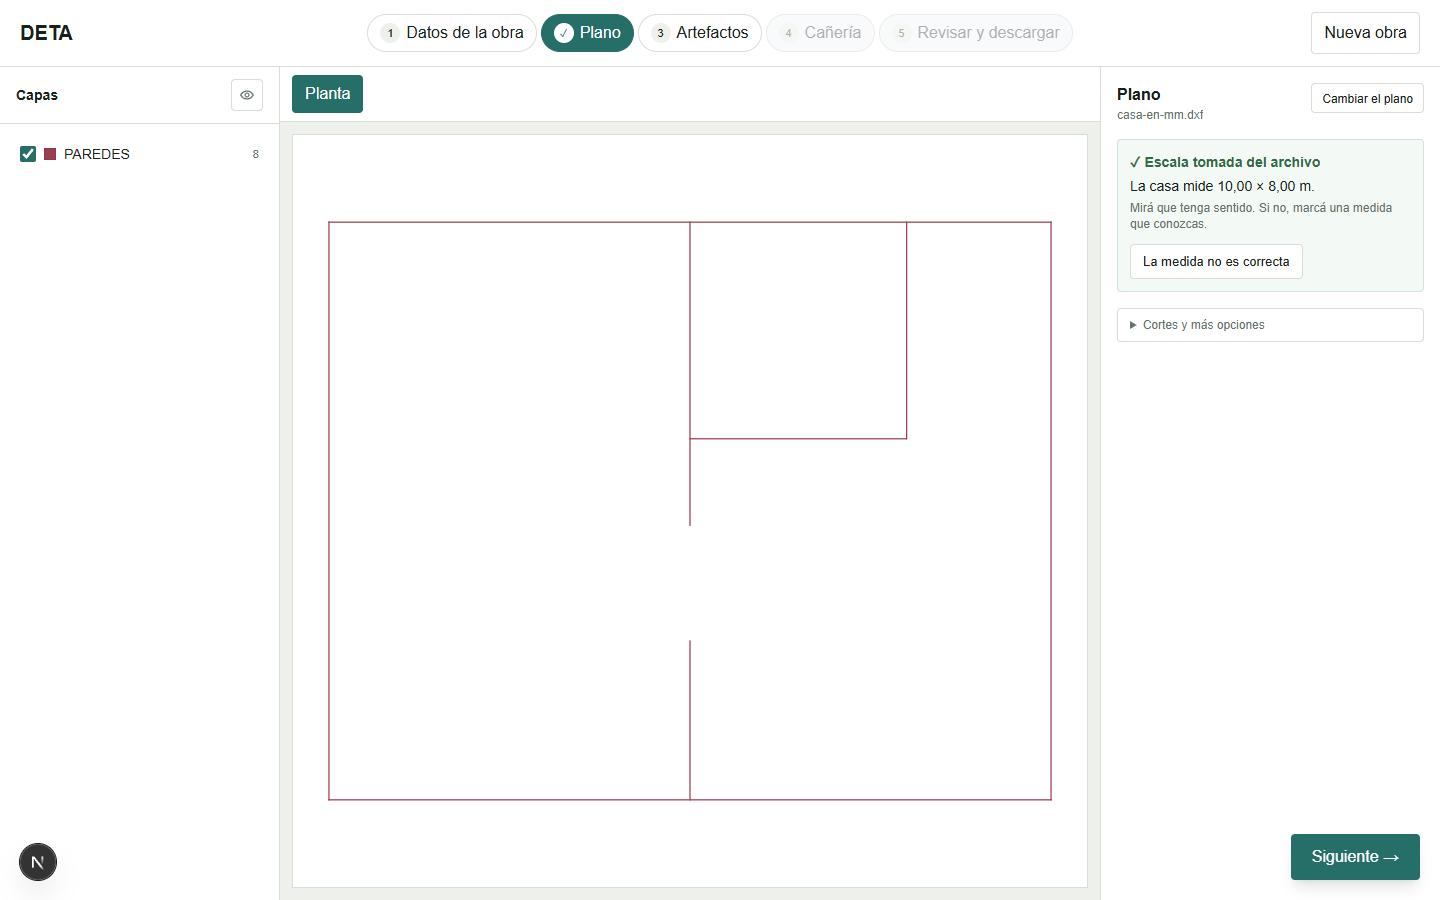 DETA
1 Datos de la obra
✓ Plano
3 Artefactos
4 Cañería
5 Revisar y descargar
Nueva obra
Capas
PAREDES 8
Planta
Plano
casa-en-mm.dxf
Cambiar el plano
✓ Escala tomada del archivo
La casa mide 10,00 × 8,00 m.
Mirá que tenga sentido. Si no, marcá una medida
que conozcas.
La medida no es correcta
▶ Cortes y más opciones
N
Siguiente →